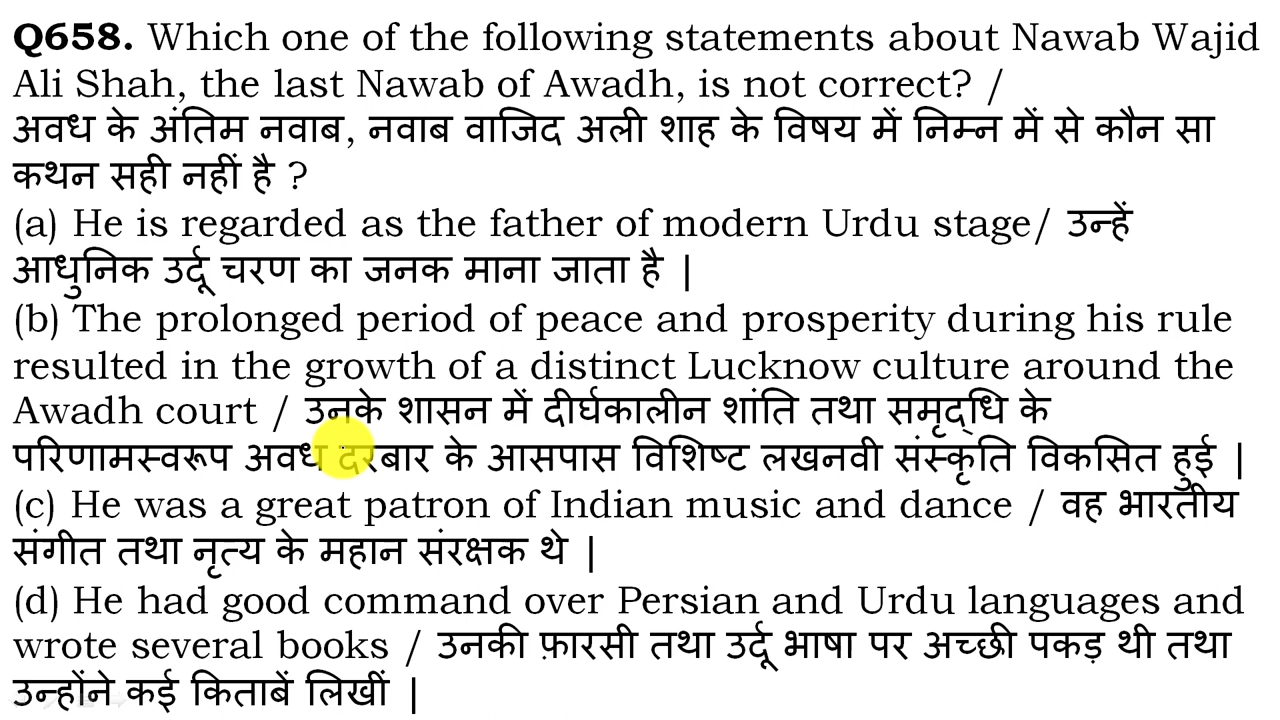 Q658. Which one of the following statements about Nawab Wajid
Ali Shah, the last Nawab of Awadh, is not correct? /
अवध के अंतिम नवाब, नवाब वाजिद अली शाह के विषय में निम्न में से कौन सा
कथन सही नहीं है ?
(a) He is regarded as the father of modern Urdu stage/ उन्हें
आधुनिक उर्दू चरण का जनक माना जाता है |
(b) The prolonged period of peace and prosperity during his rule
resulted in the growth of a distinct Lucknow culture around the
Awadh court / उनके शासन में दीर्घकालीन शांति तथा समृद्धि के
परिणामस्वरूप अवध दरबार के आसपास विशिष्ट लखनवी संस्कृति विकसित हुई |
(c) He was a great patron of Indian music and dance / वह भारतीय
संगीत तथा नृत्य के महान संरक्षक थे |
(d) He had good command over Persian and Urdu languages and
wrote several books / उनकी फ़ारसी तथा उर्दू भाषा पर अच्छी पकड़ थी तथा
उन्होंने कई किताबें लिखीं |